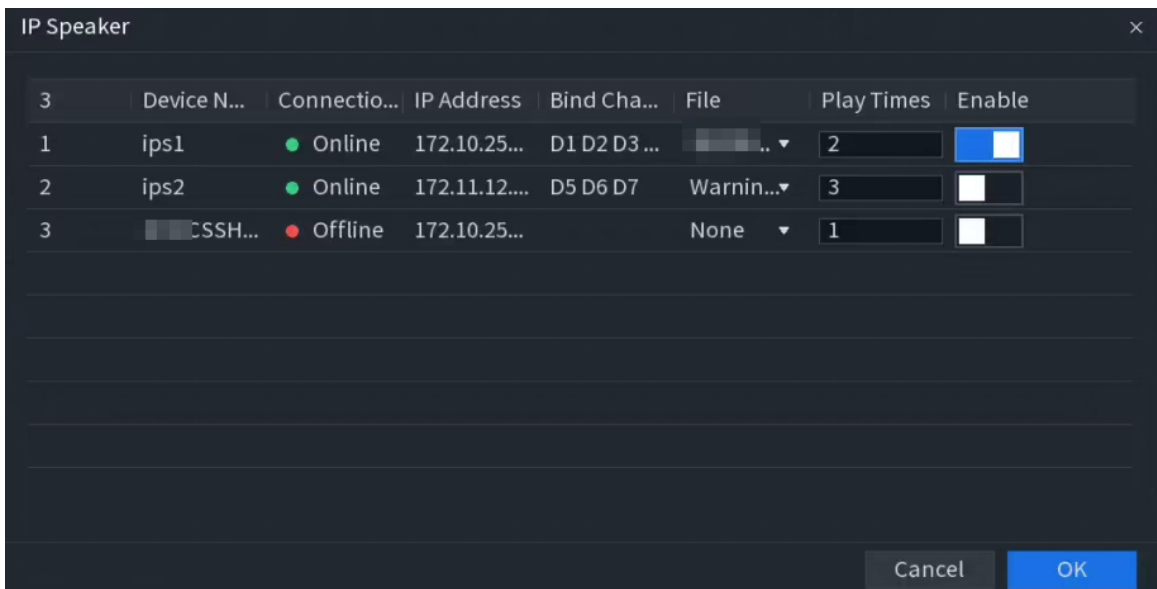 IP Speaker ×
3 Device N... Connectio... IP Address Bind Cha... File Play Times Enable
1 ips1 Online 172.10.25... D1 D2 D3 ... .. 2
2 ips2 Online 172.11.12.... D5 D6 D7 Warnin... 3
3 CSSH... Offline 172.10.25... None 1
Cancel OK